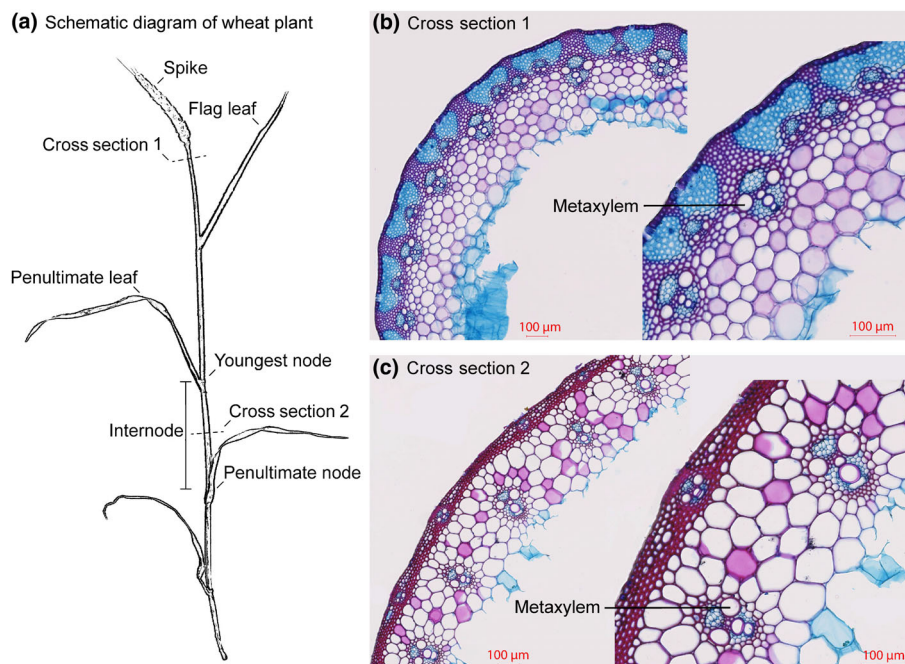 (a) Schematic diagram of wheat plant
Spike
Flag leaf
Cross section 1
Penultimate leaf
Youngest node
Cross section 2
Internode
Penultimate node
(b) Cross section 1
Metaxylem
100 µm
100 µm
(c) Cross section 2
Metaxylem
100 µm
100 µm